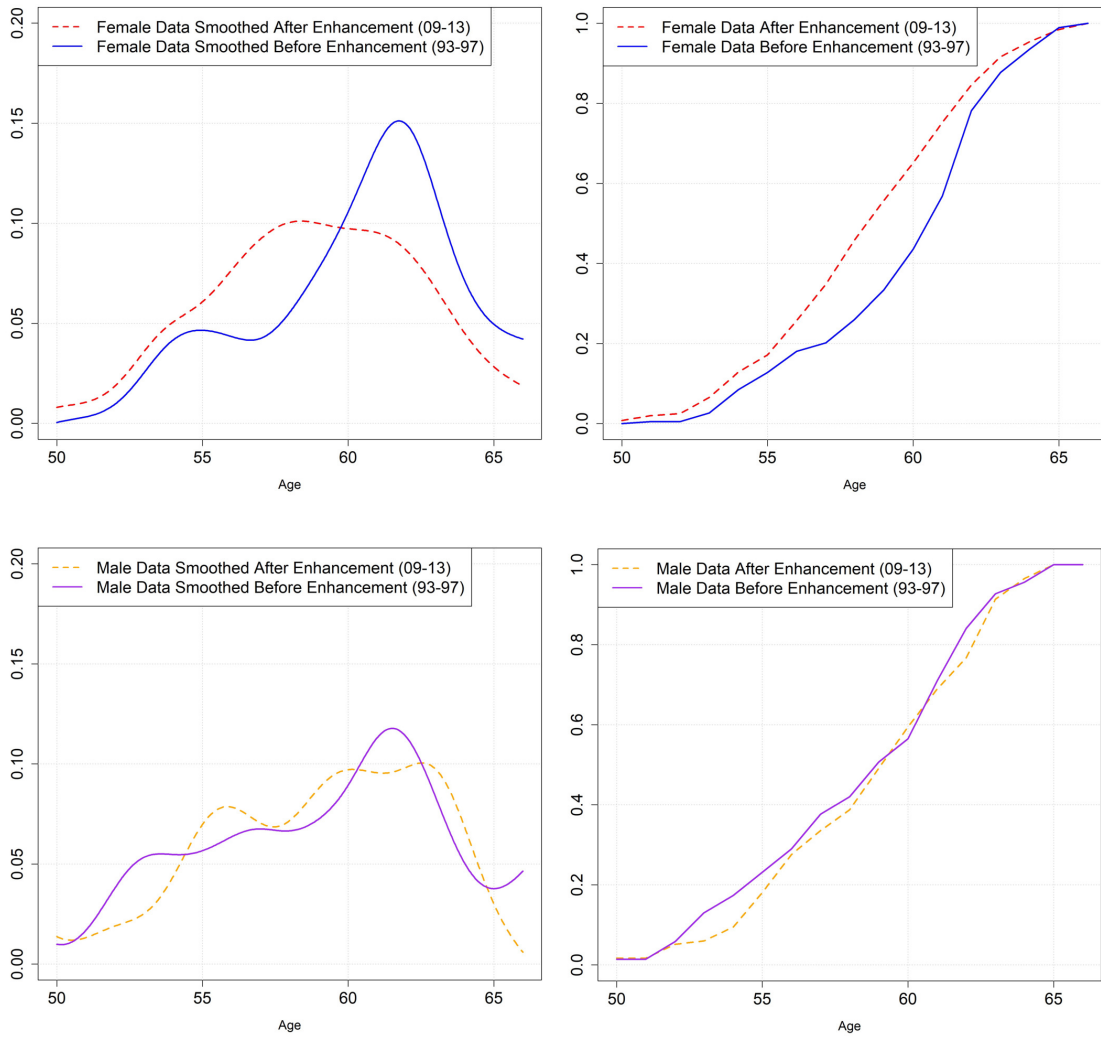 Female Data Smoothed After Enhancement (09-13)
Female Data Smoothed Before Enhancement (93-97)
0.20
0.15
0.10
0.05
0.00
50 55 60 65
Age
Female Data After Enhancement (09-13)
Female Data Before Enhancement (93-97)
1.0
0.8
0.6
0.4
0.2
0.0
50 55 60 65
Age
Male Data Smoothed After Enhancement (09-13)
Male Data Smoothed Before Enhancement (93-97)
0.20
0.15
0.10
0.05
0.00
50 55 60 65
Age
Male Data After Enhancement (09-13)
Male Data Before Enhancement (93-97)
1.0
0.8
0.6
0.4
0.2
0.0
50 55 60 65
Age